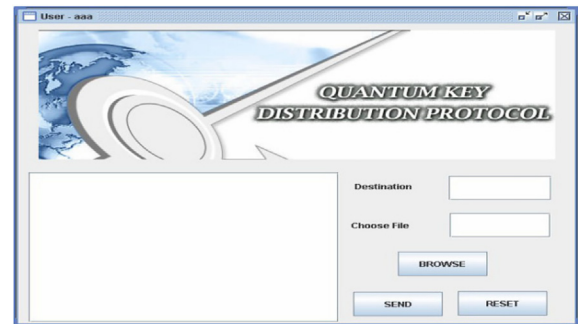 User - aaa
QUANTUM KEY
DISTRIBUTION PROTOCOL
Destination
Choose File
BROWSE
SEND RESET